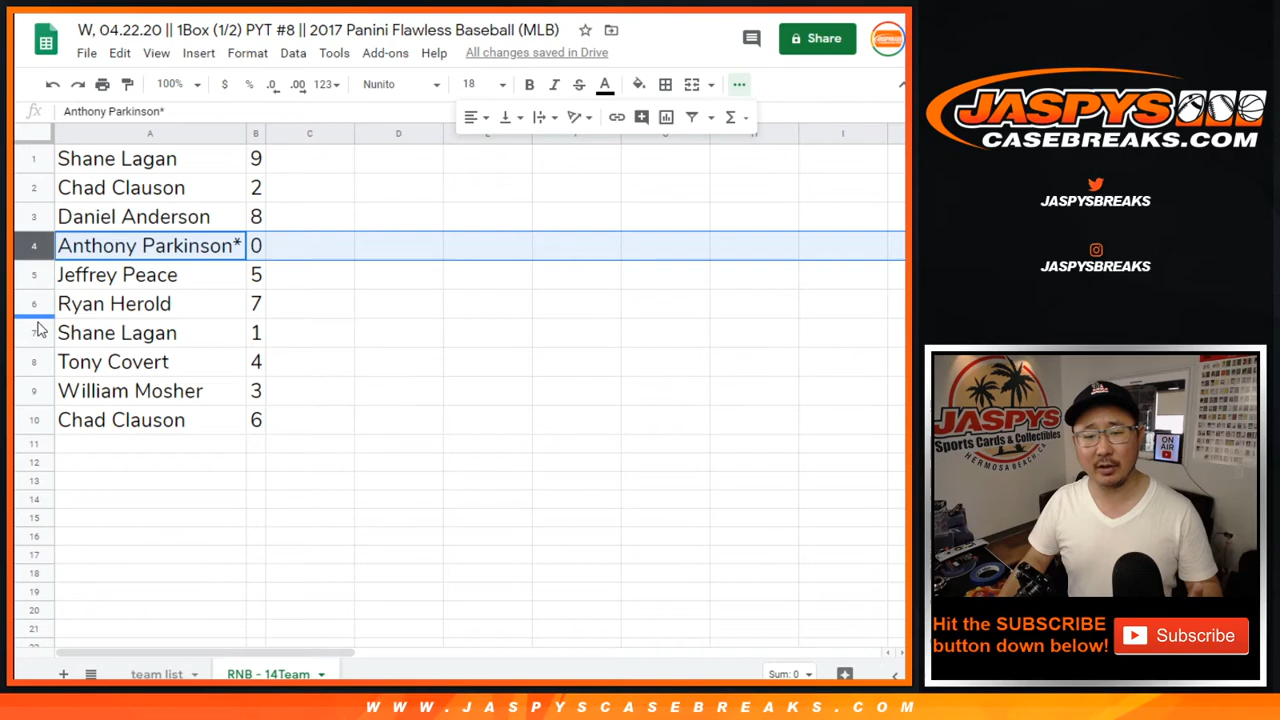 W, 04.22.20 || 1Box (1/2) PYT #8 || 2017 Panini Flawless Baseball (MLB)
File Edit View Insert Format Data Tools Add-ons Help All changes saved in Drive
Share
100% $ % .0 .00 123 Nunito 18 B I S A
fx Anthony Parkinson*
A B C D I
1 Shane Lagan 9
2 Chad Clauson 2
3 Daniel Anderson 8
4 Anthony Parkinson* 0
5 Jeffrey Peace 5
6 Ryan Herold 7
7 Shane Lagan 1
8 Tony Covert 4
9 William Mosher 3
10 Chad Clauson 6
11
12
13
14
15
16
17
18
19
20
21
team list RNB - 14Team Sum: 0
JASPYS
CASEBREAKS.COM
JASPYSBREAKS
JASPYSBREAKS
JASPYS
Sports Cards & Collectibles
HERMOSA BEACH, CA
ON
AIR
Hit the SUBSCRIBE
button down below!
Subscribe
WWW.JASPYSCASEBREAKS.COM